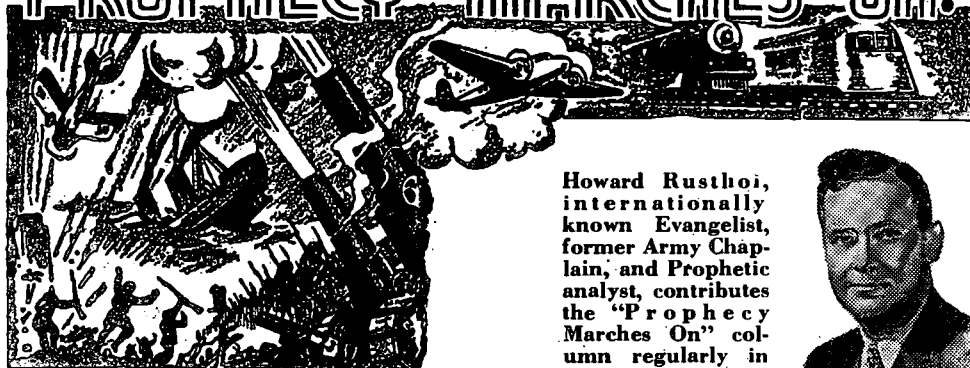 PROPHECY MARCHES ON!
Howard Rusthoi,
internationally
known Evangelist,
former Army Chap-
lain, and Prophetic
analyst, contributes
the "Prophecy
Marches On" col-
umn regularly in